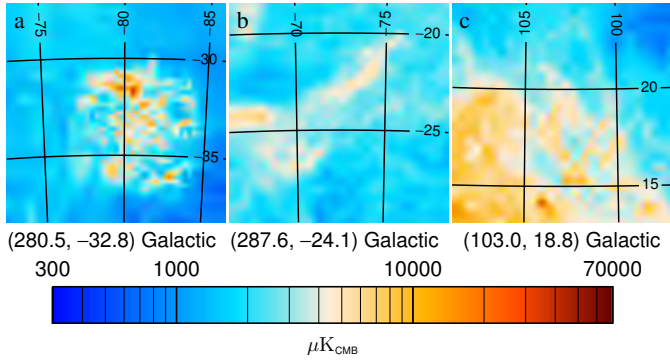 a
b
c
−75
−80
−85
−30
−35
−70
−75
−20
−25
105
100
20
15
(280.5, −32.8) Galactic
(287.6, −24.1) Galactic
(103.0, 18.8) Galactic
300
1000
10000
70000
μK_CMB